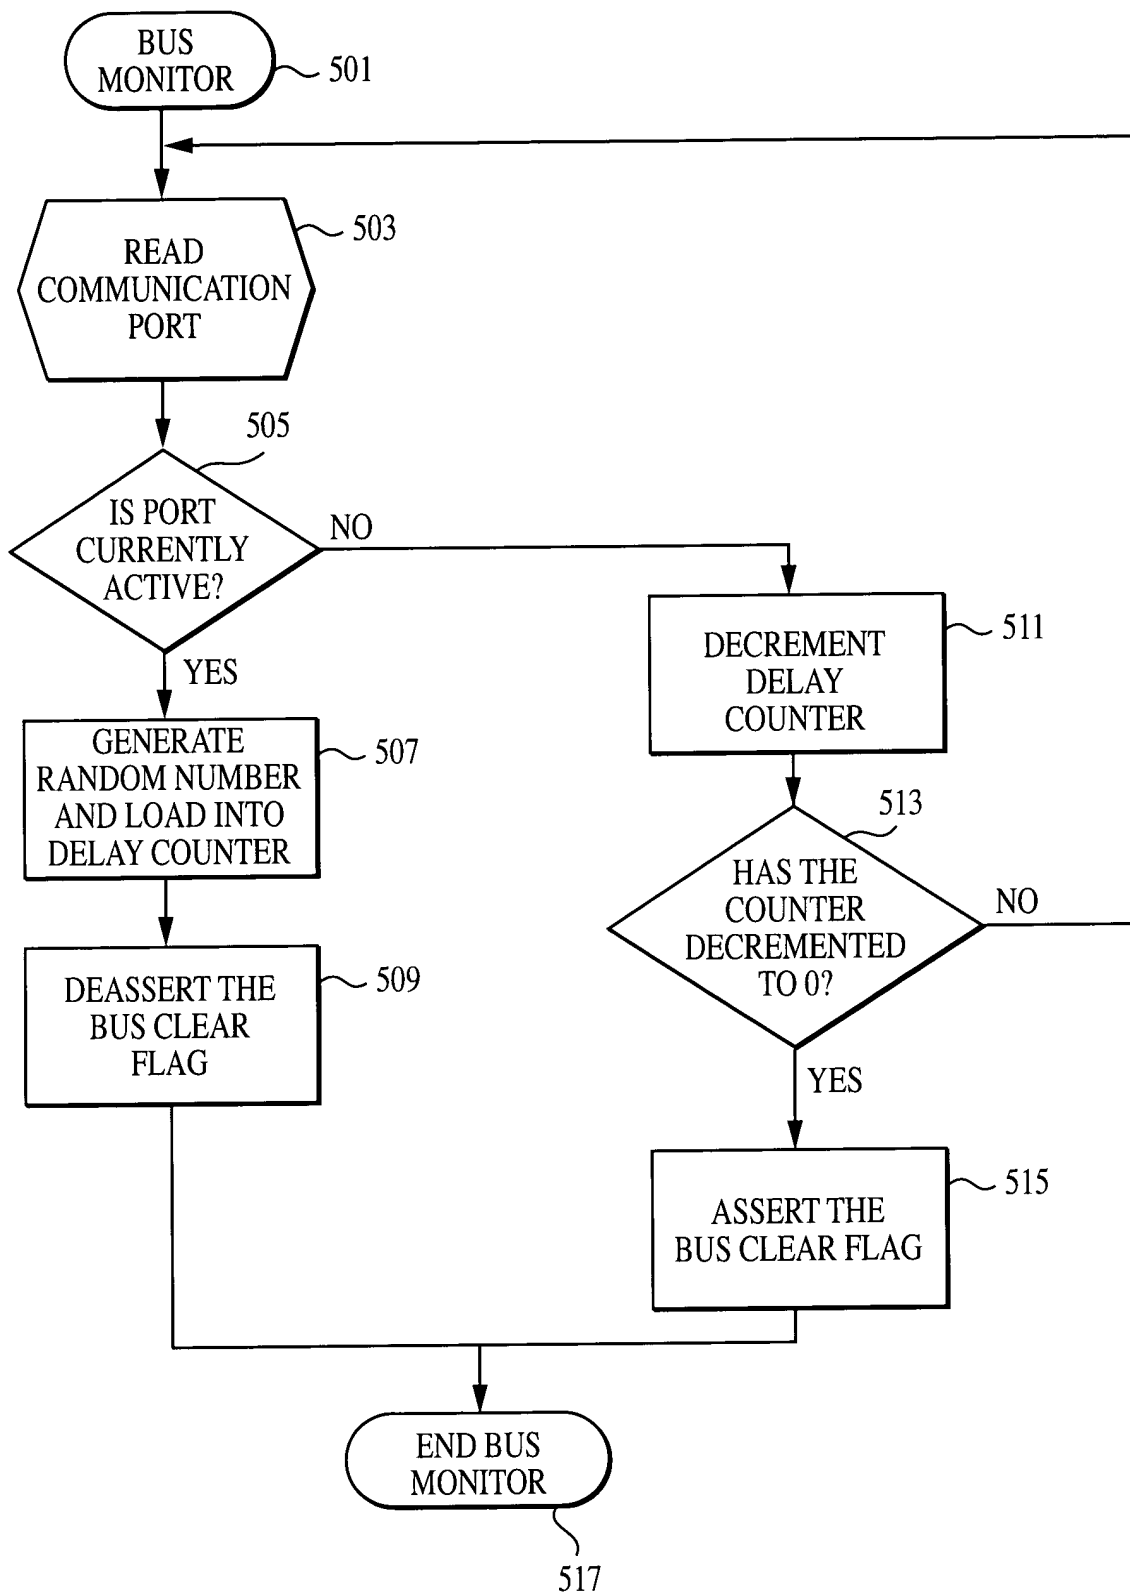 BUS
MONITOR
501
READ
COMMUNICATION
PORT
503
505
IS PORT
CURRENTLY
ACTIVE?
NO
YES
GENERATE
RANDOM NUMBER
AND LOAD INTO
DELAY COUNTER
507
DEASSERT THE
BUS CLEAR
FLAG
509
DECREMENT
DELAY
COUNTER
511
513
HAS THE
COUNTER
DECREMENTED
TO 0?
NO
YES
ASSERT THE
BUS CLEAR FLAG
515
END BUS
MONITOR
517